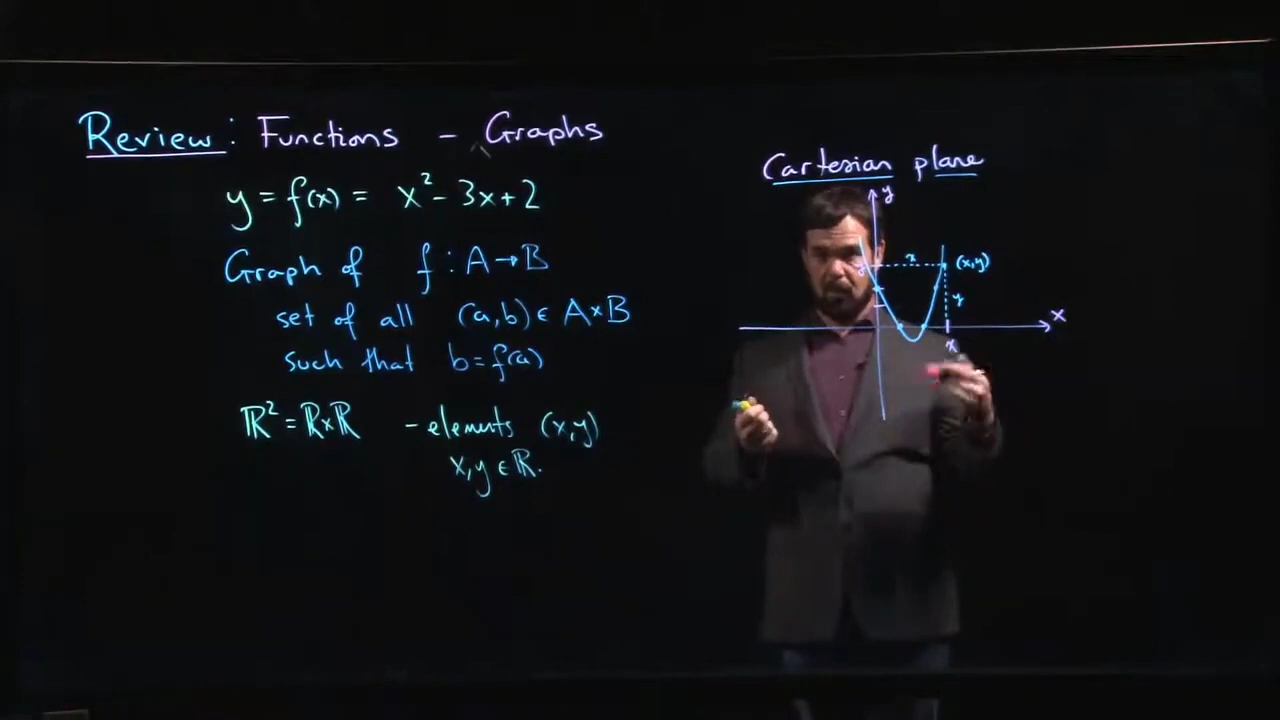 Review: Functions - Graphs
y = f(x) = x² - 3x + 2
Graph of f : A → B
set of all (a,b) ∈ A × B
such that b = f(a)
ℝ² = ℝ × ℝ - elements (x,y)
x,y ∈ ℝ.
Cartesian plane
y
x (x,y)
y
x
x